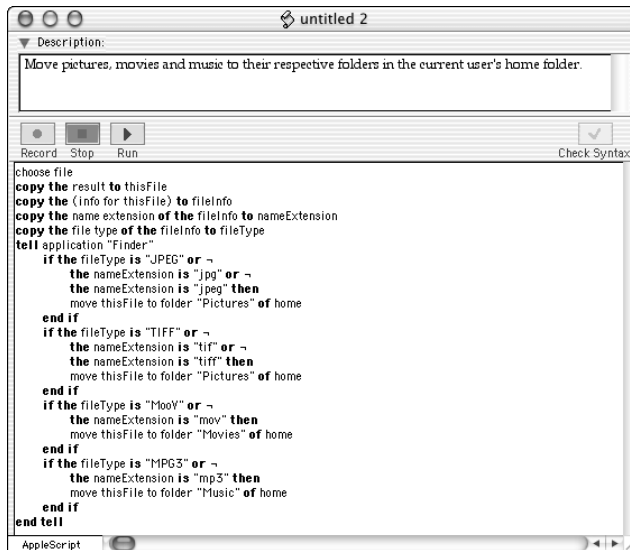 untitled 2
Description:
Move pictures, movies and music to their respective folders in the current user's home folder.
Record Stop Run Check Syntax
choose file
copy the result to thisFile
copy the (info for thisFile) to fileInfo
copy the name extension of the fileInfo to nameExtension
copy the file type of the fileInfo to fileType
tell application "Finder"
if the fileType is "JPEG" or ¬
the nameExtension is "jpg" or ¬
the nameExtension is "jpeg" then
move thisFile to folder "Pictures" of home
end if
if the fileType is "TIFF" or ¬
the nameExtension is "tif" or ¬
the nameExtension is "tiff" then
move thisFile to folder "Pictures" of home
end if
if the fileType is "MooV" or ¬
the nameExtension is "mov" then
move thisFile to folder "Movies" of home
end if
if the fileType is "MPG3" or ¬
the nameExtension is "mp3" then
move thisFile to folder "Music" of home
end if
end tell
AppleScript